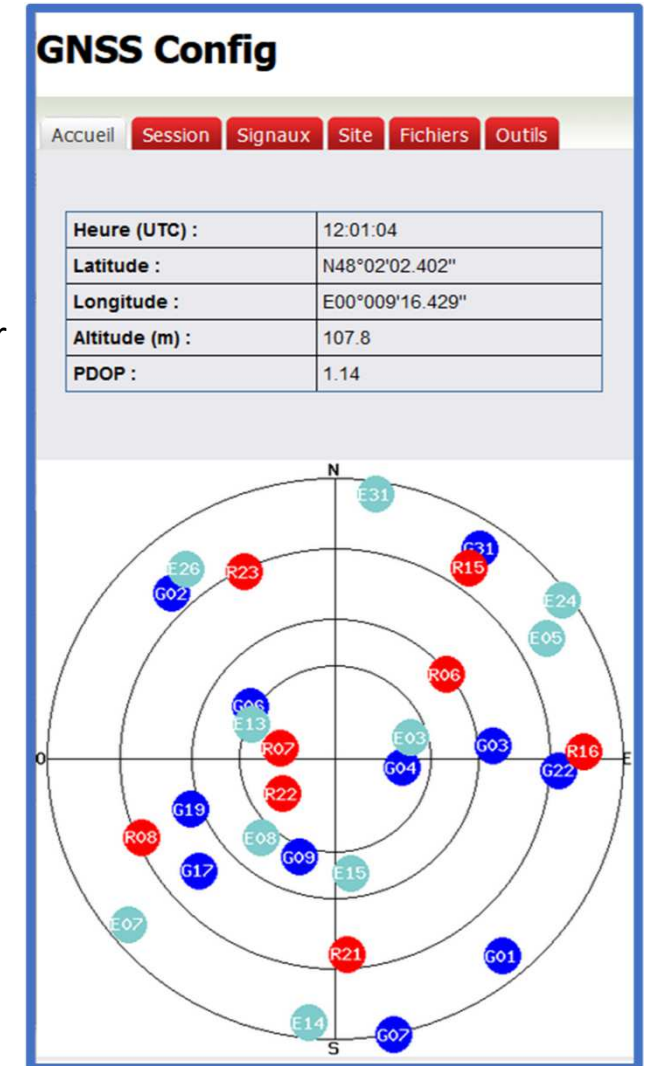 GNSS Config
Accueil Session Signaux Site Fichiers Outils
Heure (UTC) : 12:01:04
Latitude : N48°02'02.402"
Longitude : E00°009'16.429"
Altitude (m) : 107.8
PDOP : 1.14
r
N
E31
G31
R15
E26
R23
G02
E24
E05
R06
G06
E13
E03
R07
G03
R16
O
G04
G22
E
R22
G19
R08
E08
G09
G17
E15
E07
R21
G01
E14
G07
S